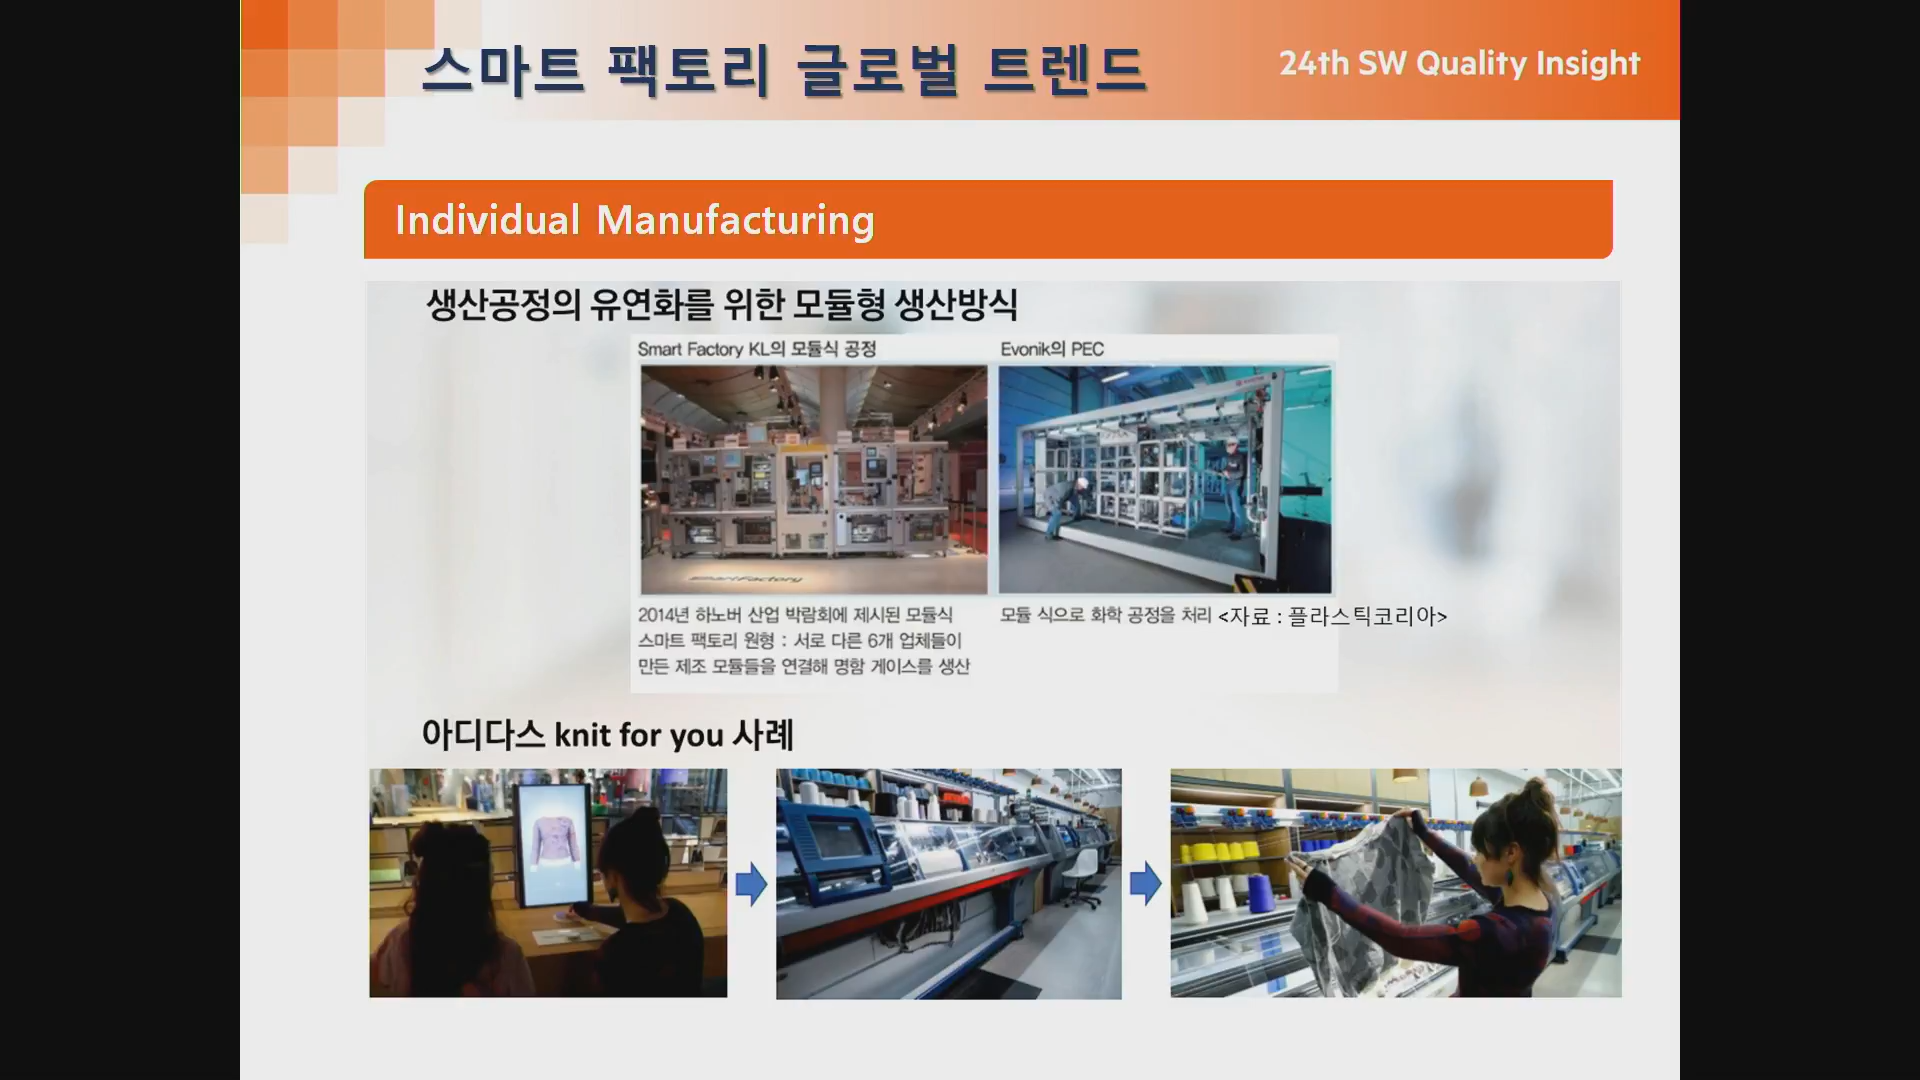 스마트 팩토리 글로벌 트렌드
24th SW Quality Insight
Individual Manufacturing
생산공정의 유연화를 위한 모듈형 생산방식
Smart Factory KL의 모듈식 공정
Evonik의 PEC
SmartFactory
2014년 하노버 산업 박람회에 제시된 모듈식
스마트 팩토리 원형 : 서로 다른 6개 업체들이
만든 제조 모듈들을 연결해 명함 게이스를 생산
모듈 식으로 화학 공정을 처리 <자료 : 플라스틱코리아>
아디다스 knit for you 사례